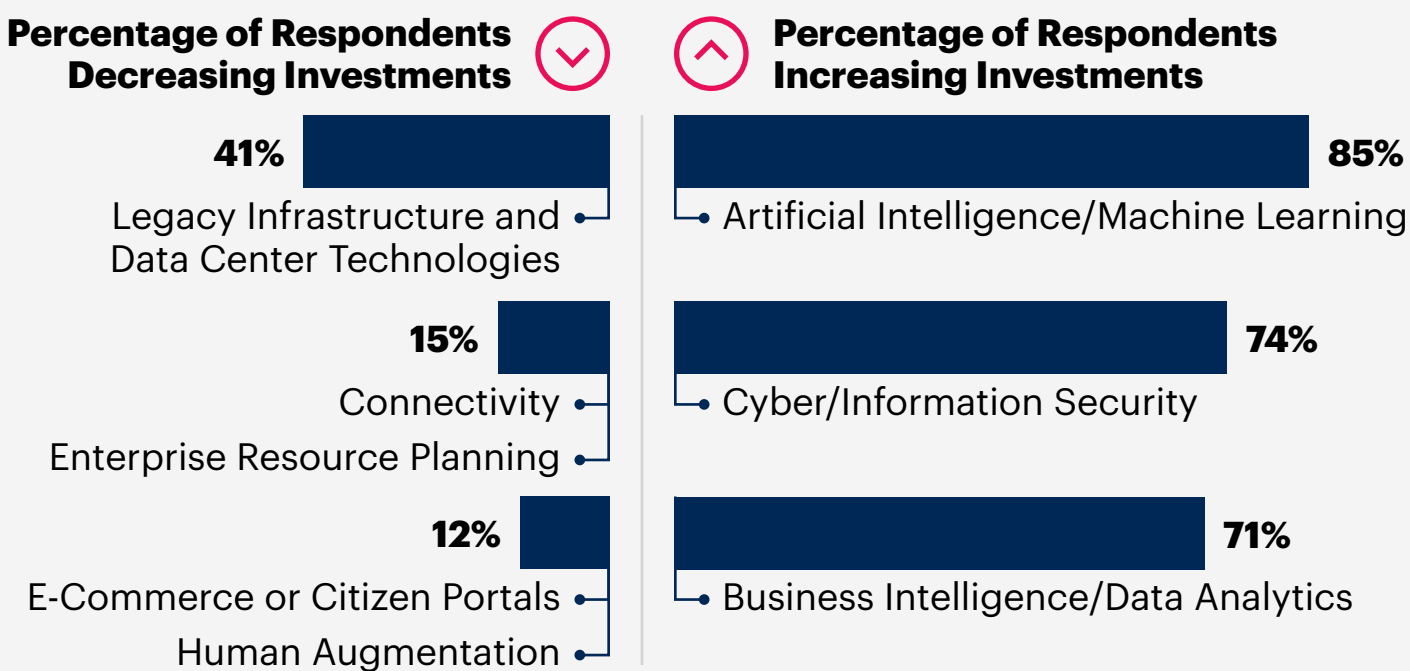 Percentage of Respondents
Decreasing Investments
41%
Legacy Infrastructure and
Data Center Technologies
15%
Connectivity
Enterprise Resource Planning
12%
E-Commerce or Citizen Portals
Human Augmentation
Percentage of Respondents
Increasing Investments
85%
Artificial Intelligence/Machine Learning
74%
Cyber/Information Security
71%
Business Intelligence/Data Analytics